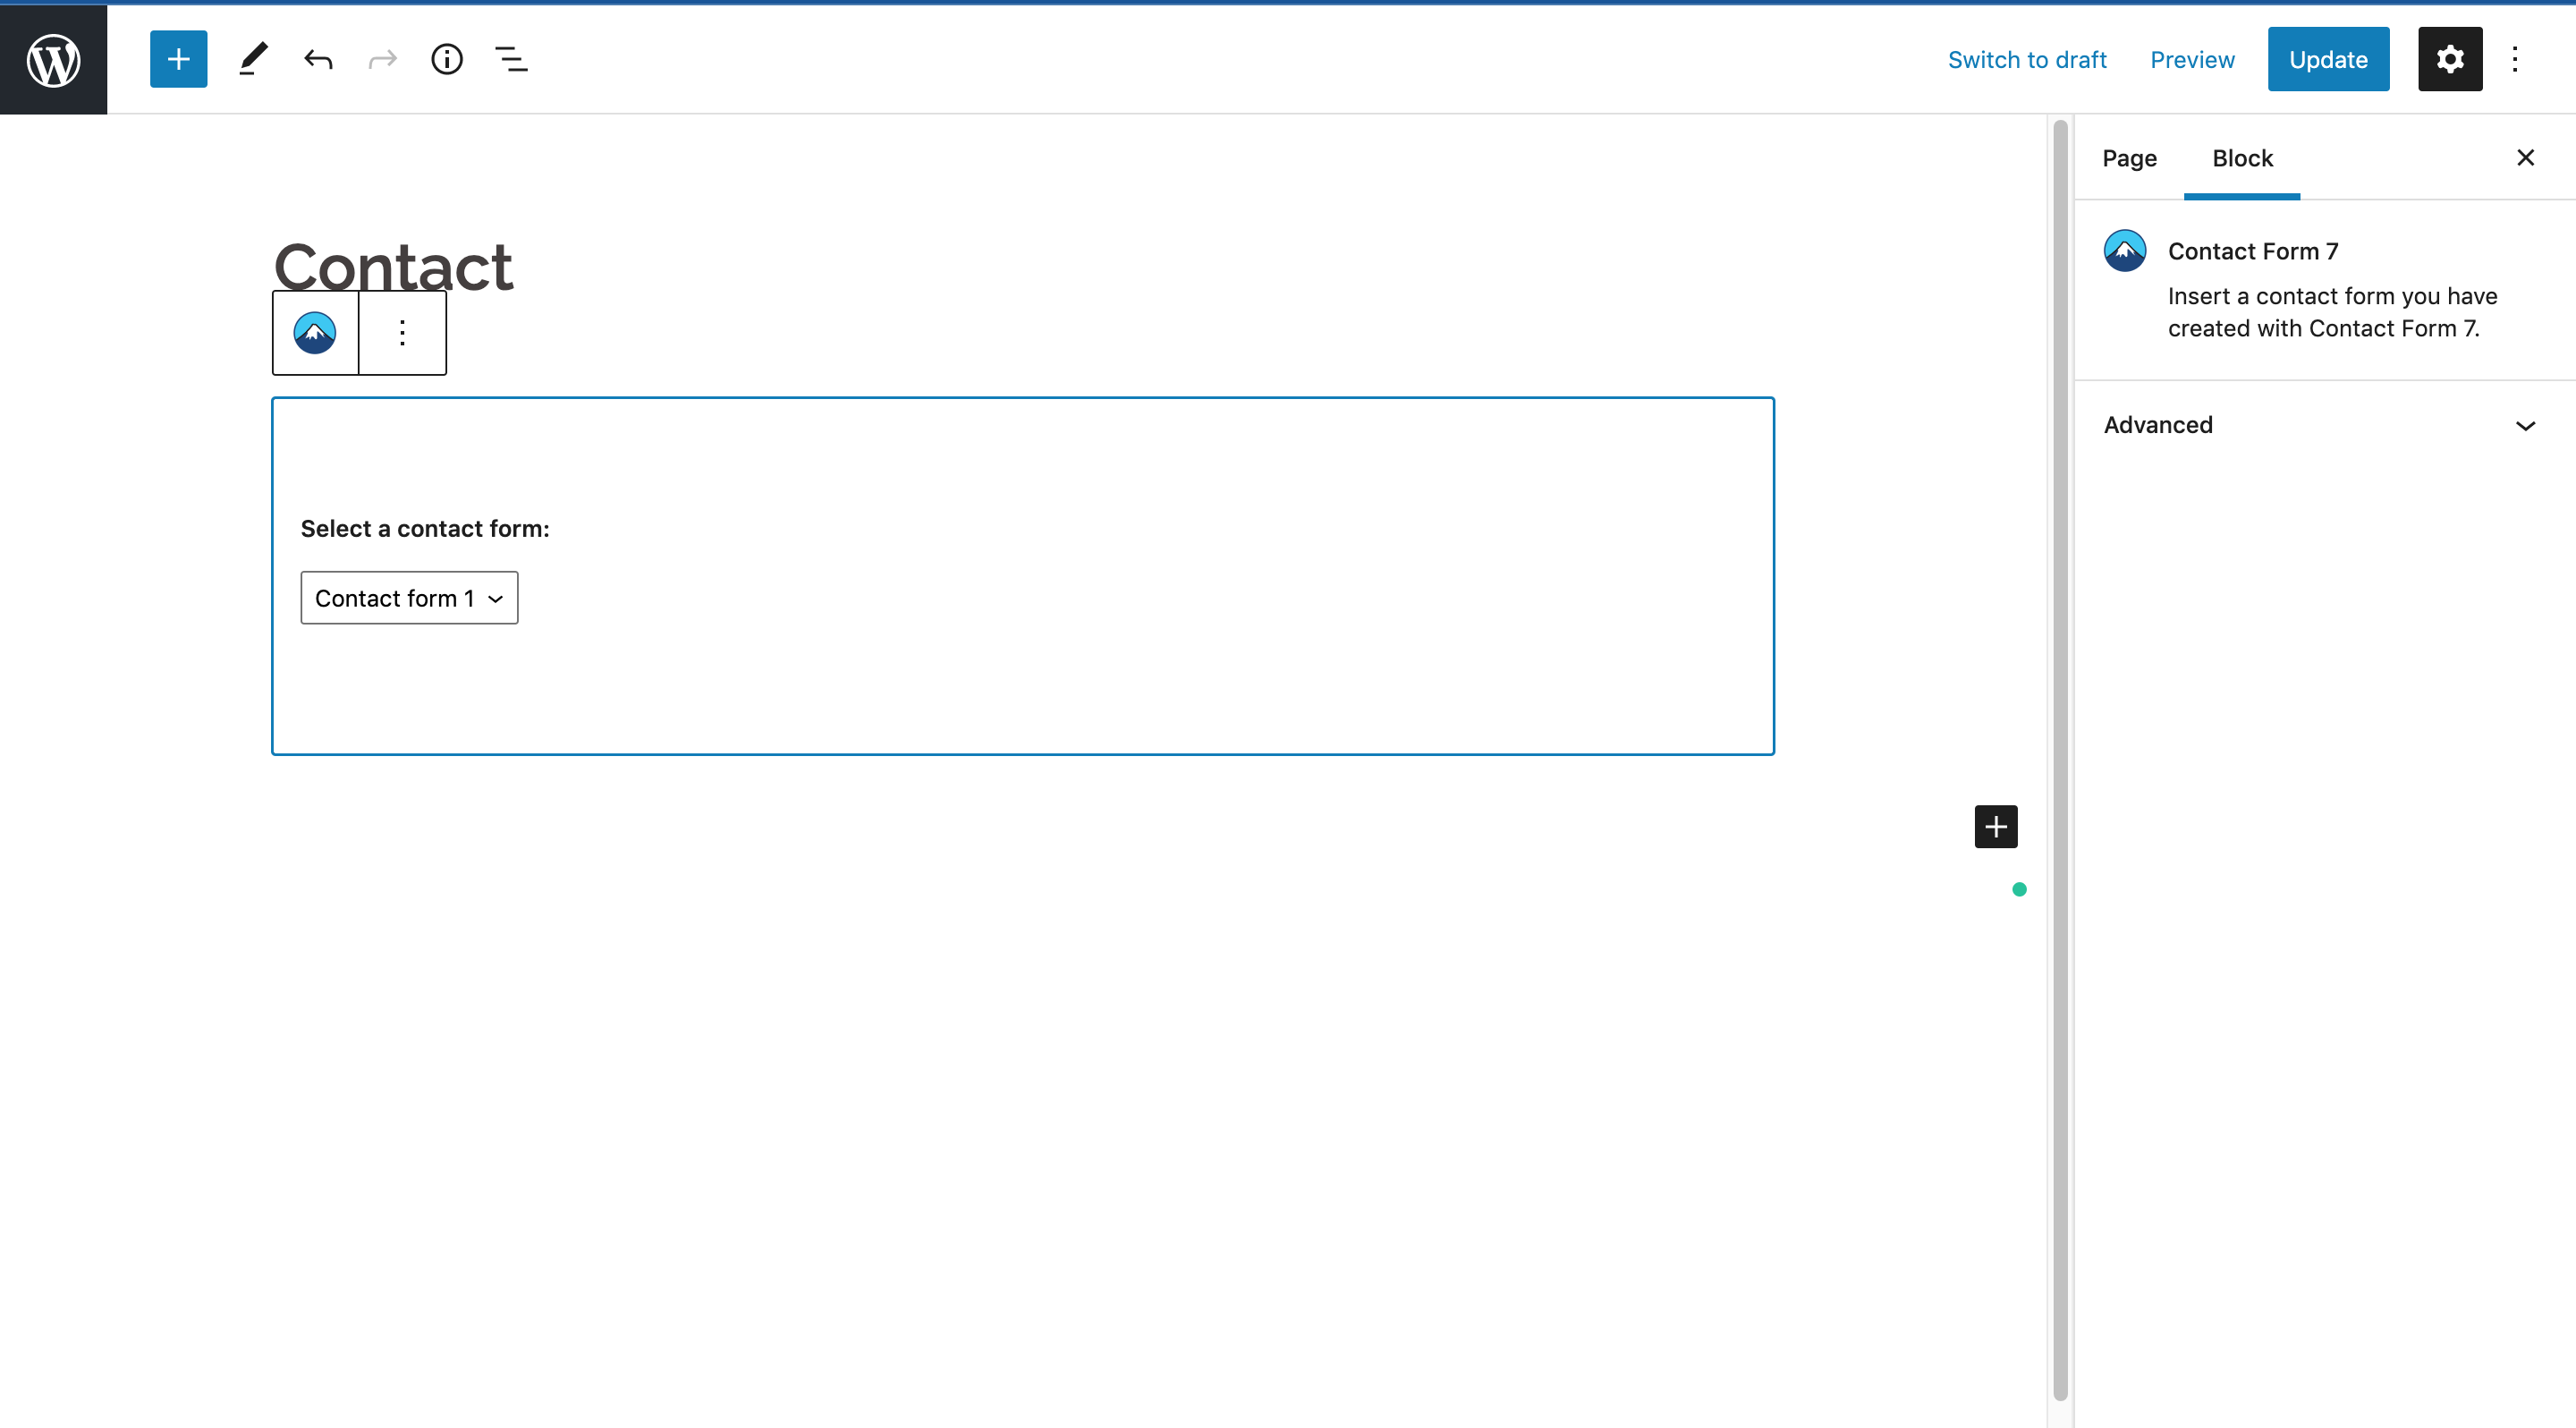 Switch to draft Preview Update
Page Block
Contact
Contact Form 7
Insert a contact form you have
created with Contact Form 7.
Advanced
Select a contact form:
Contact form 1